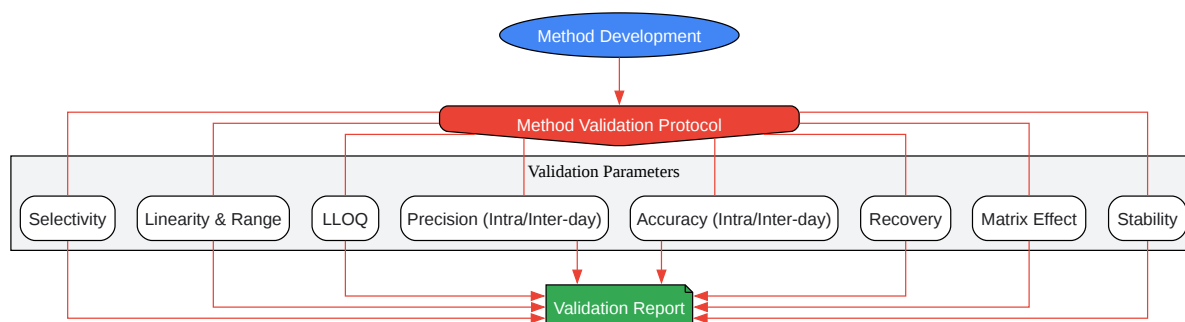 Method Development
Method Validation Protocol
Validation Parameters
Selectivity
Linearity & Range
LLOQ
Precision (Intra/Inter-day)
Accuracy (Intra/Inter-day)
Recovery
Matrix Effect
Stability
Validation Report